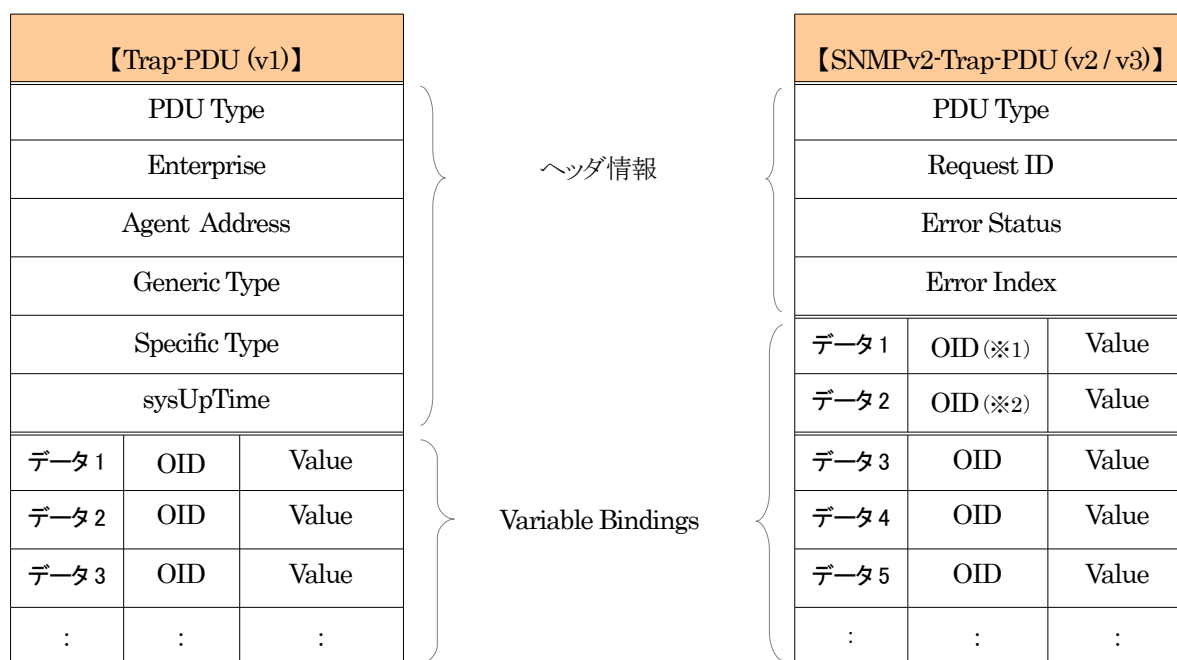 【Trap-PDU (v1)】
PDU Type
Enterprise
Agent Address
Generic Type
Specific Type
sysUpTime
データ1 OID Value
データ2 OID Value
データ3 OID Value
: : :
ヘッダ情報
Variable Bindings
【SNMPv2-Trap-PDU (v2 / v3)】
PDU Type
Request ID
Error Status
Error Index
データ1 OID(※1) Value
データ2 OID(※2) Value
データ3 OID Value
データ4 OID Value
データ5 OID Value
: : :